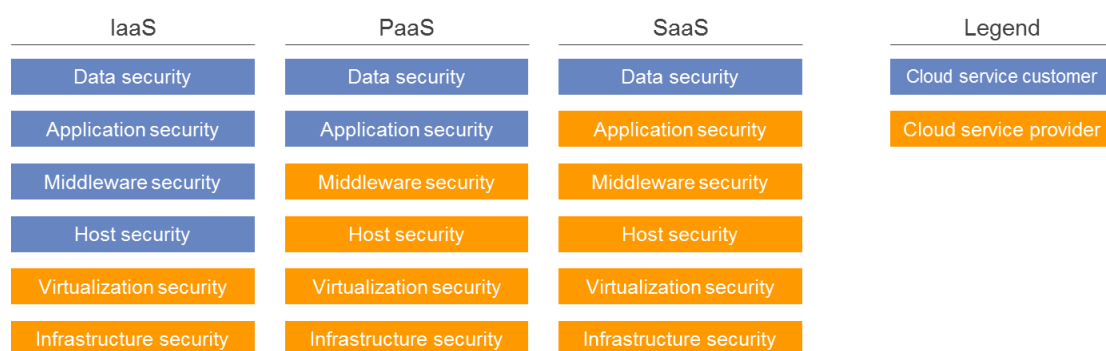 IaaS PaaS SaaS Legend
Data security Data security Data security Cloud service customer
Application security Application security Application security Cloud service provider
Middleware security Middleware security Middleware security
Host security Host security Host security
Virtualization security Virtualization security Virtualization security
Infrastructure security Infrastructure security Infrastructure security